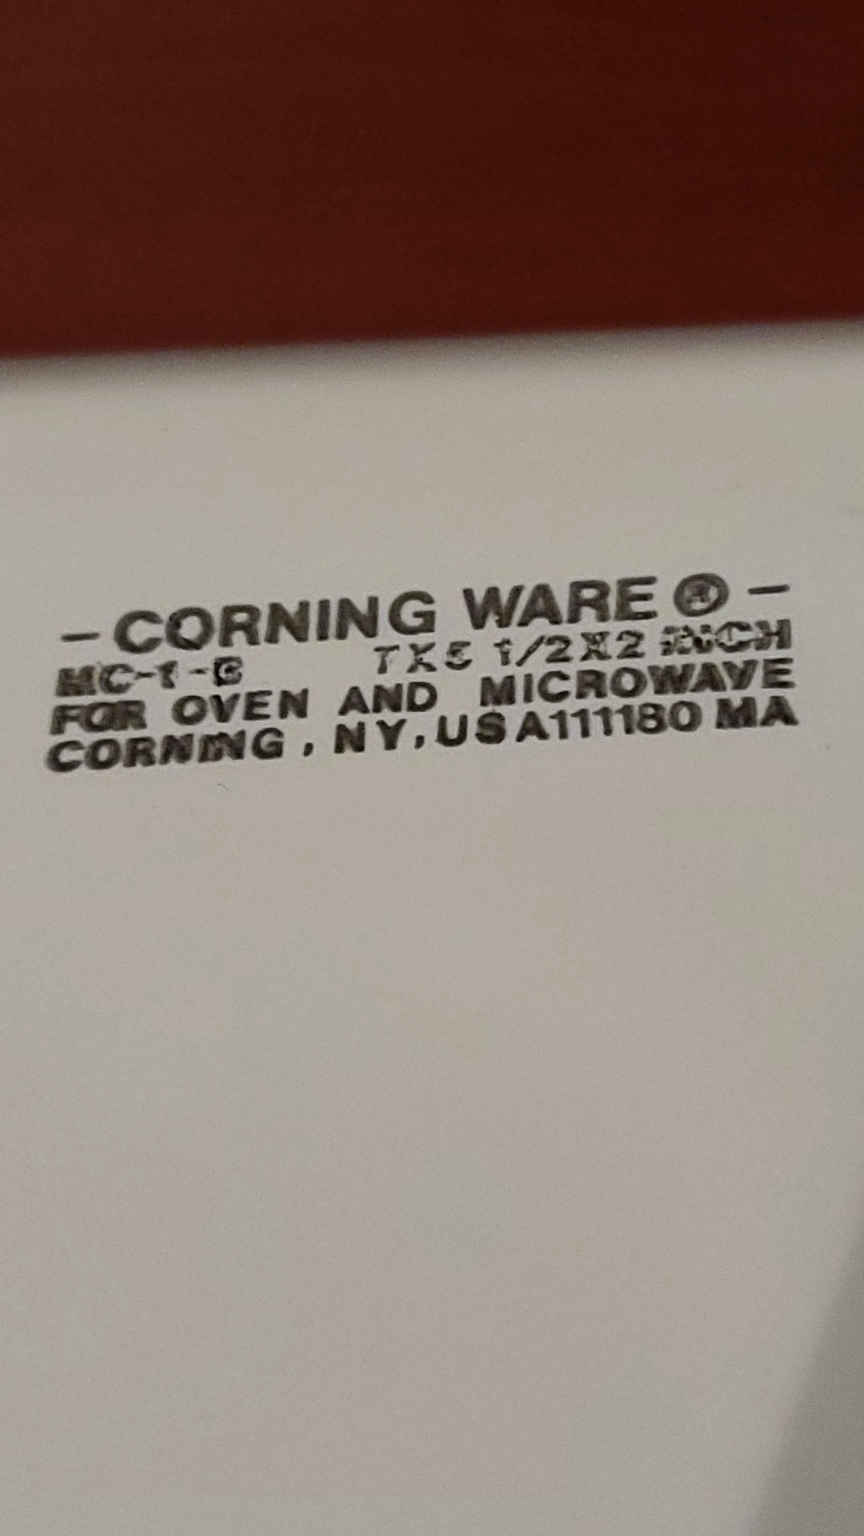 - CORNING WARE ® -
MC-1-B 7X5 1/2X2 INCH
FOR OVEN AND MICROWAVE
CORNING, NY, USA111180 MA